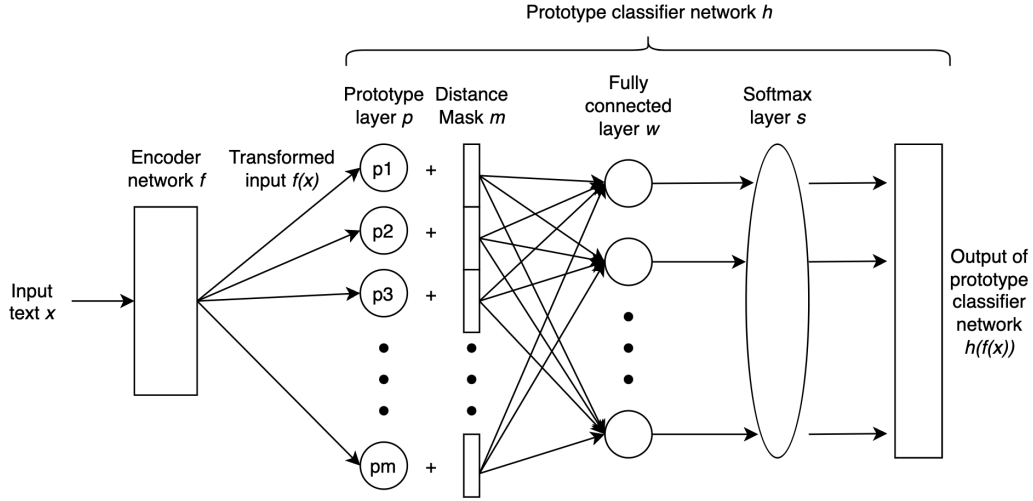 Prototype classifier network h
Prototype
layer p
Distance
Mask m
Fully
connected
layer w
Softmax
layer s
Encoder
network f
Transformed
input f(x)
p1
+
p2
+
p3
+
pm
+
Input
text x
Output of
prototype
classifier
network
h(f(x))